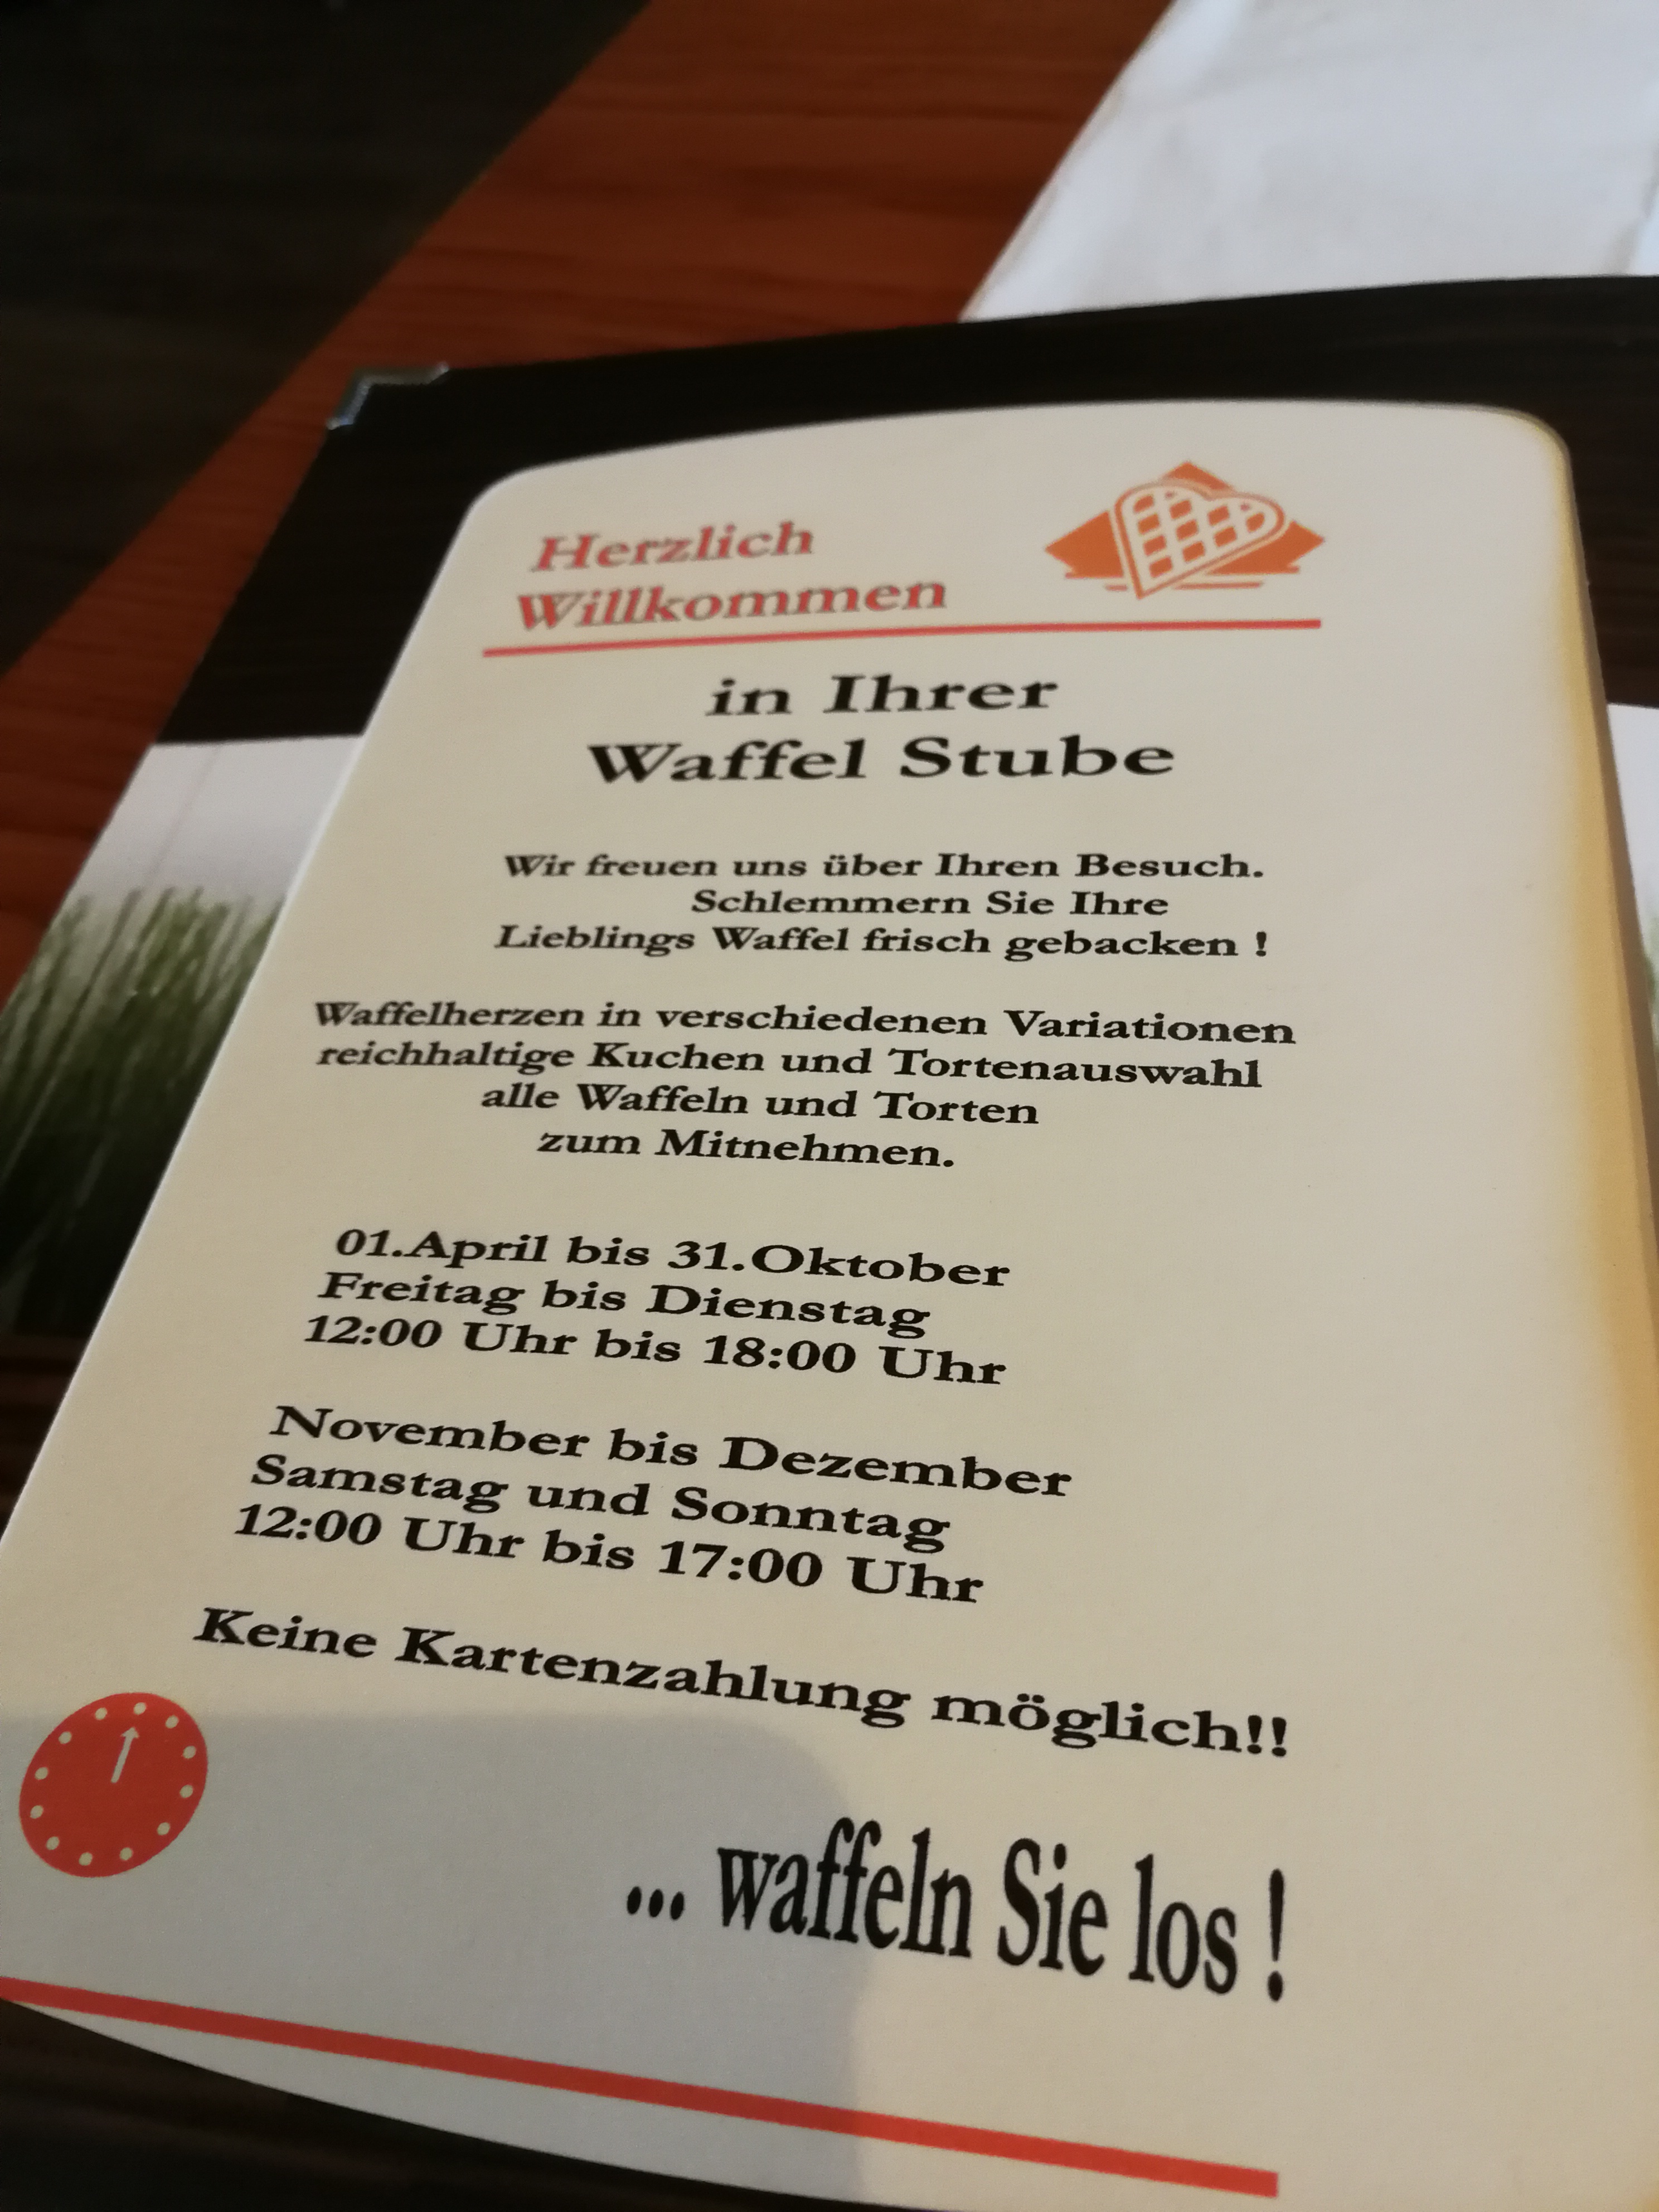 Herzlich
Willkommen
in Ihrer
Waffel Stube
Wir freuen uns über Ihren Besuch.
Schlemmern Sie Ihre
Lieblings Waffel frisch gebacken !
Waffelherzen in verschiedenen Variationen
reichhaltige Kuchen und Tortenauswahl
alle Waffeln und Torten
zum Mitnehmen.
01.April bis 31.Oktober
Freitag bis Dienstag
12:00 Uhr bis 18:00 Uhr
November bis Dezember
Samstag und Sonntag
12:00 Uhr bis 17:00 Uhr
Keine Kartenzahlung möglich!!
... waffeln Sie los !